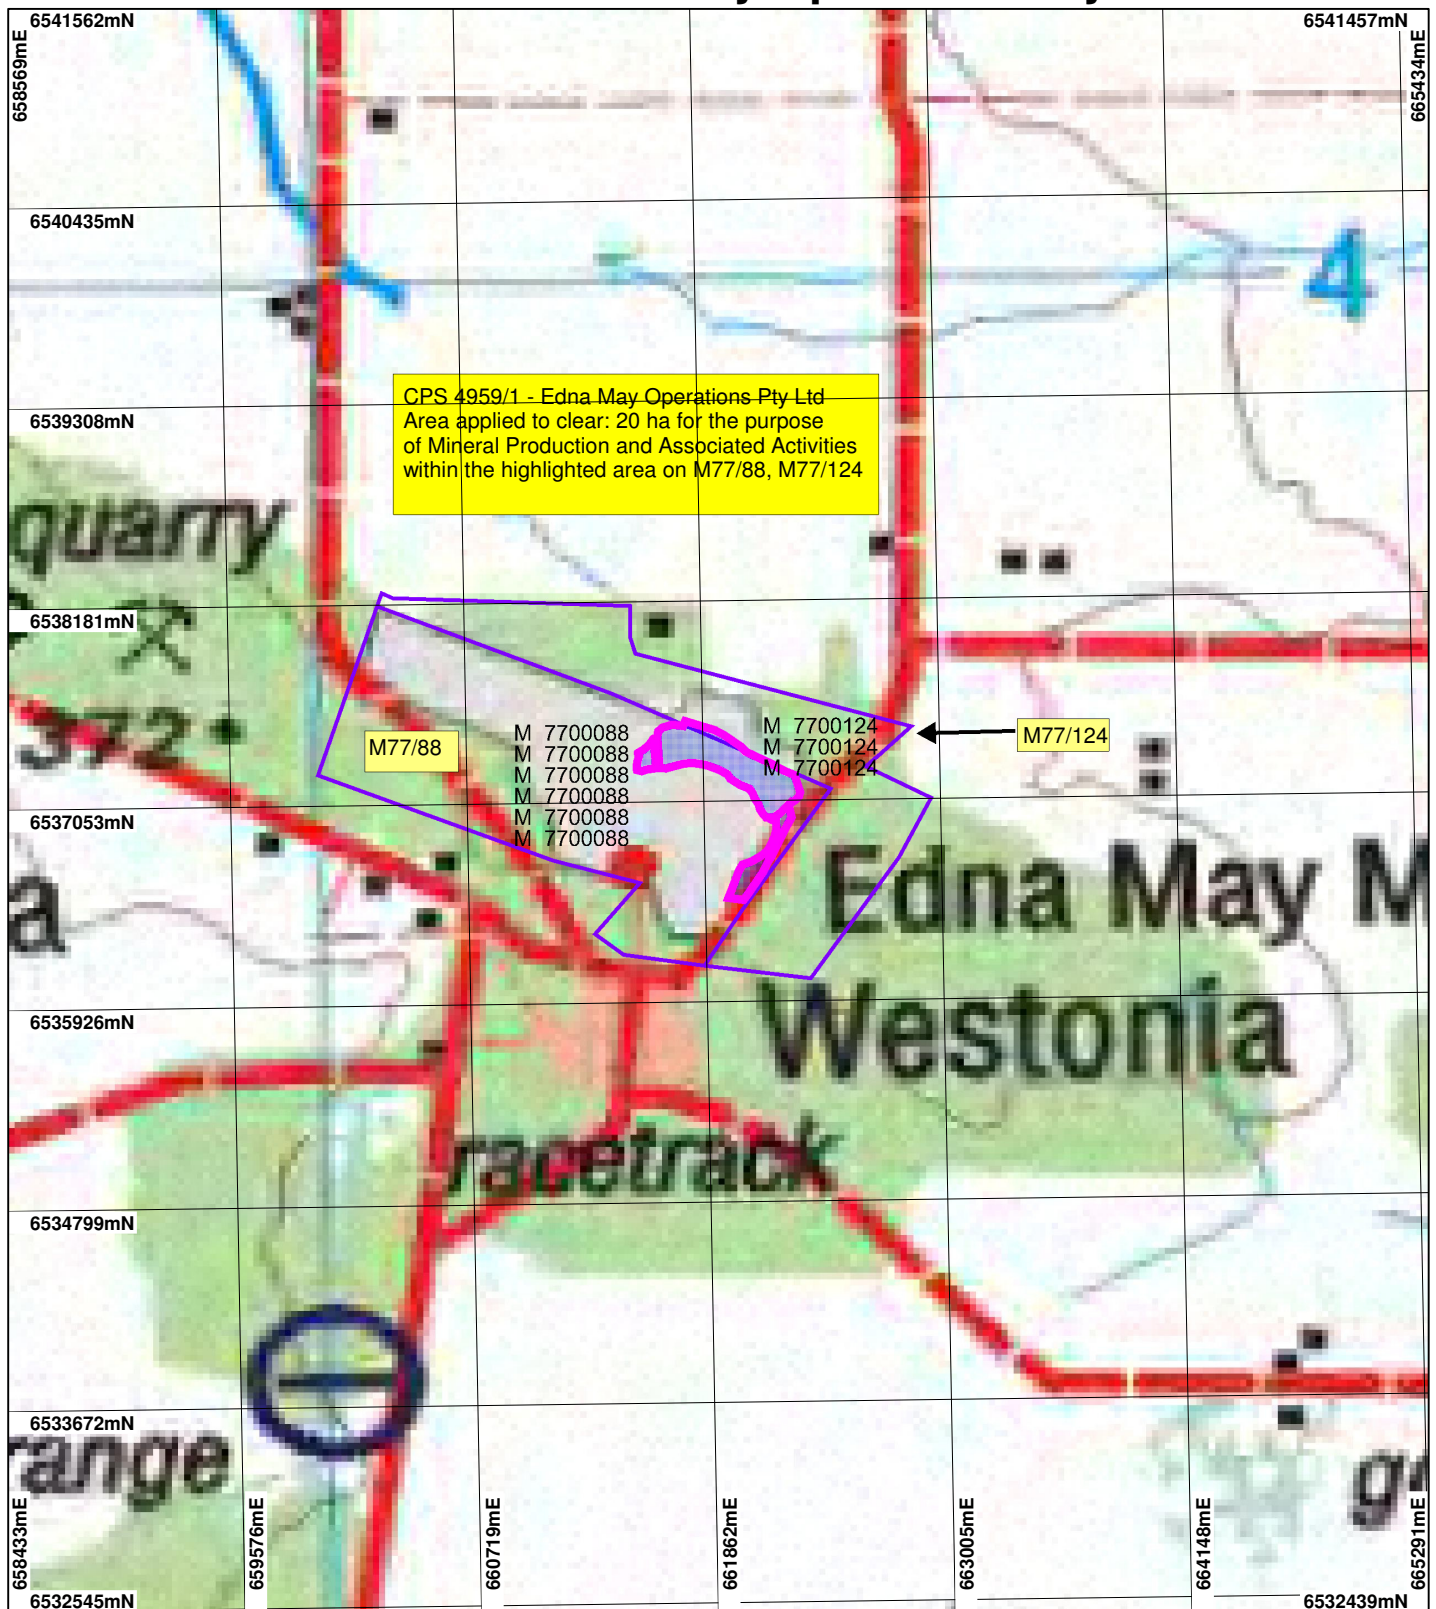 6541562mN
6541457mN
658569mE
665434mE
6540435mN
4
CPS 4959/1 - Edna May Operations Pty Ltd
Area applied to clear: 20 ha for the purpose
of Mineral Production and Associated Activities
within the highlighted area on M77/88, M77/124
6539308mN
quarry
6538181mN
372
M77/88
M 7700088
M 7700088
M 7700088
M 7700088
M 7700088
M 7700088
M 7700124
M 7700124
M 7700124
M77/124
6537053mN
a
Edna May M
Westonia
6535926mN
racetrack
6534799mN
6533672mN
range
g
658433mE
659576mE
660719mE
661862mE
663005mE
664148mE
665291mE
6532545mN
6532439mN